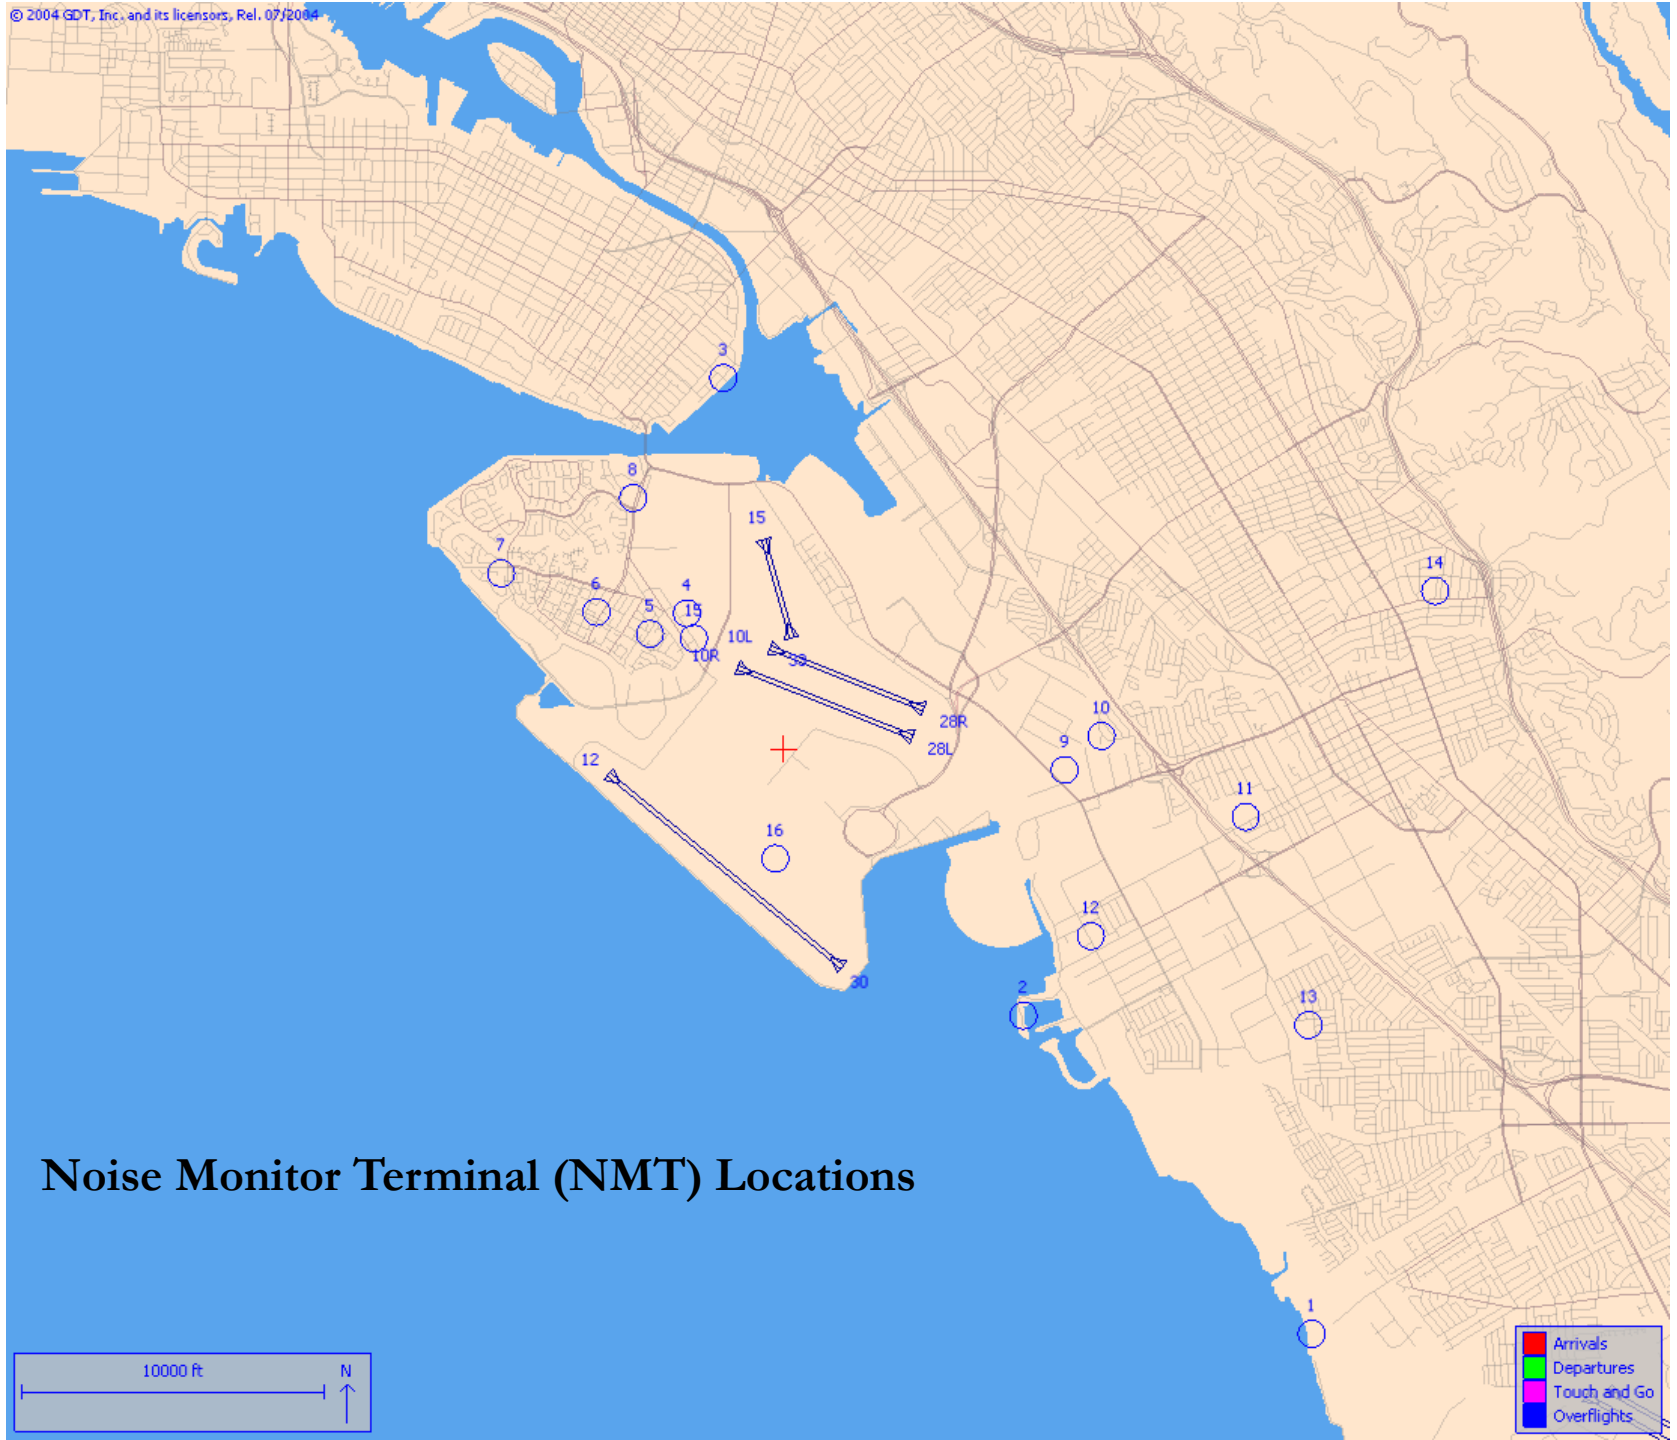 © 2004 GDT, Inc. and its licensors, Rel. 07/2004
3
8
15
7
14
6
4
5
15
10L
10R
33
10
28R
9
28L
12
11
16
12
30
2
13
Noise Monitor Terminal (NMT) Locations
1
10000 ft
N
Arrivals
Departures
Touch and Go
Overflights